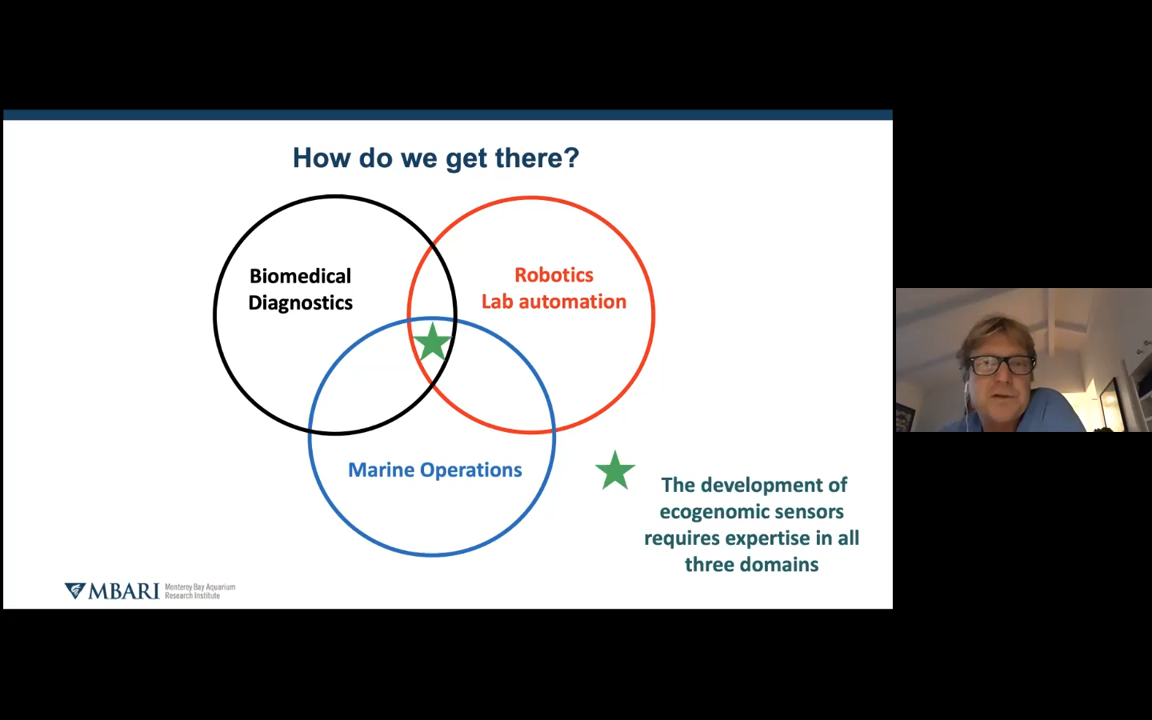 How do we get there?
Biomedical
Diagnostics
Robotics
Lab automation
Marine Operations
The development of
ecogenomic sensors
requires expertise in all
three domains
MBARI
Monterey Bay Aquarium
Research Institute